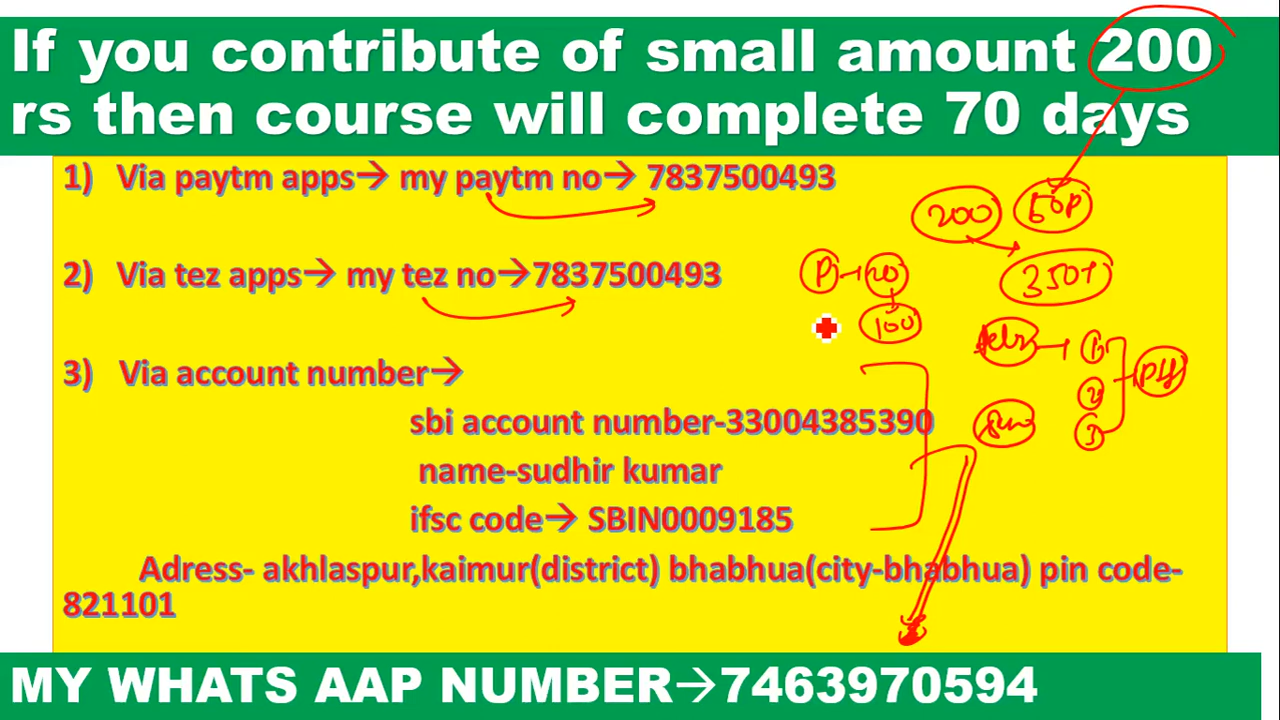 If you contribute of small amount 200
rs then course will complete 70 days
1) Via paytm apps→ my paytm no→ 7837500493
200 50P
2) Via tez apps→ my tez no→7837500493
P 20
350+
100
3) Via account number→
sbi account number-33004385390
name-sudhir kumar
ifsc code→ SBIN0009185
Adress- akhlaspur,kaimur(district) bhabhua(city-bhabhua) pin code-
821101
MY WHATS AAP NUMBER→7463970594